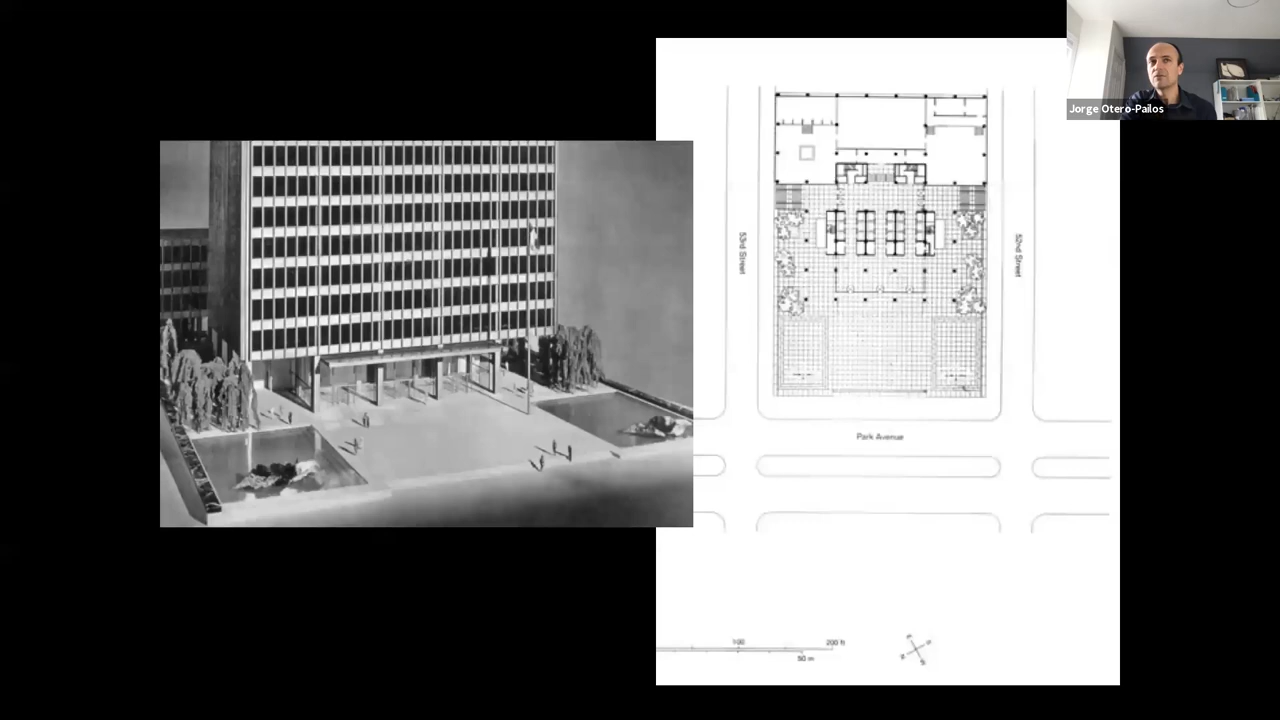 Jorge Otero-Pailos
53rd Street
52nd Street
Park Avenue
100
200 ft
50 m